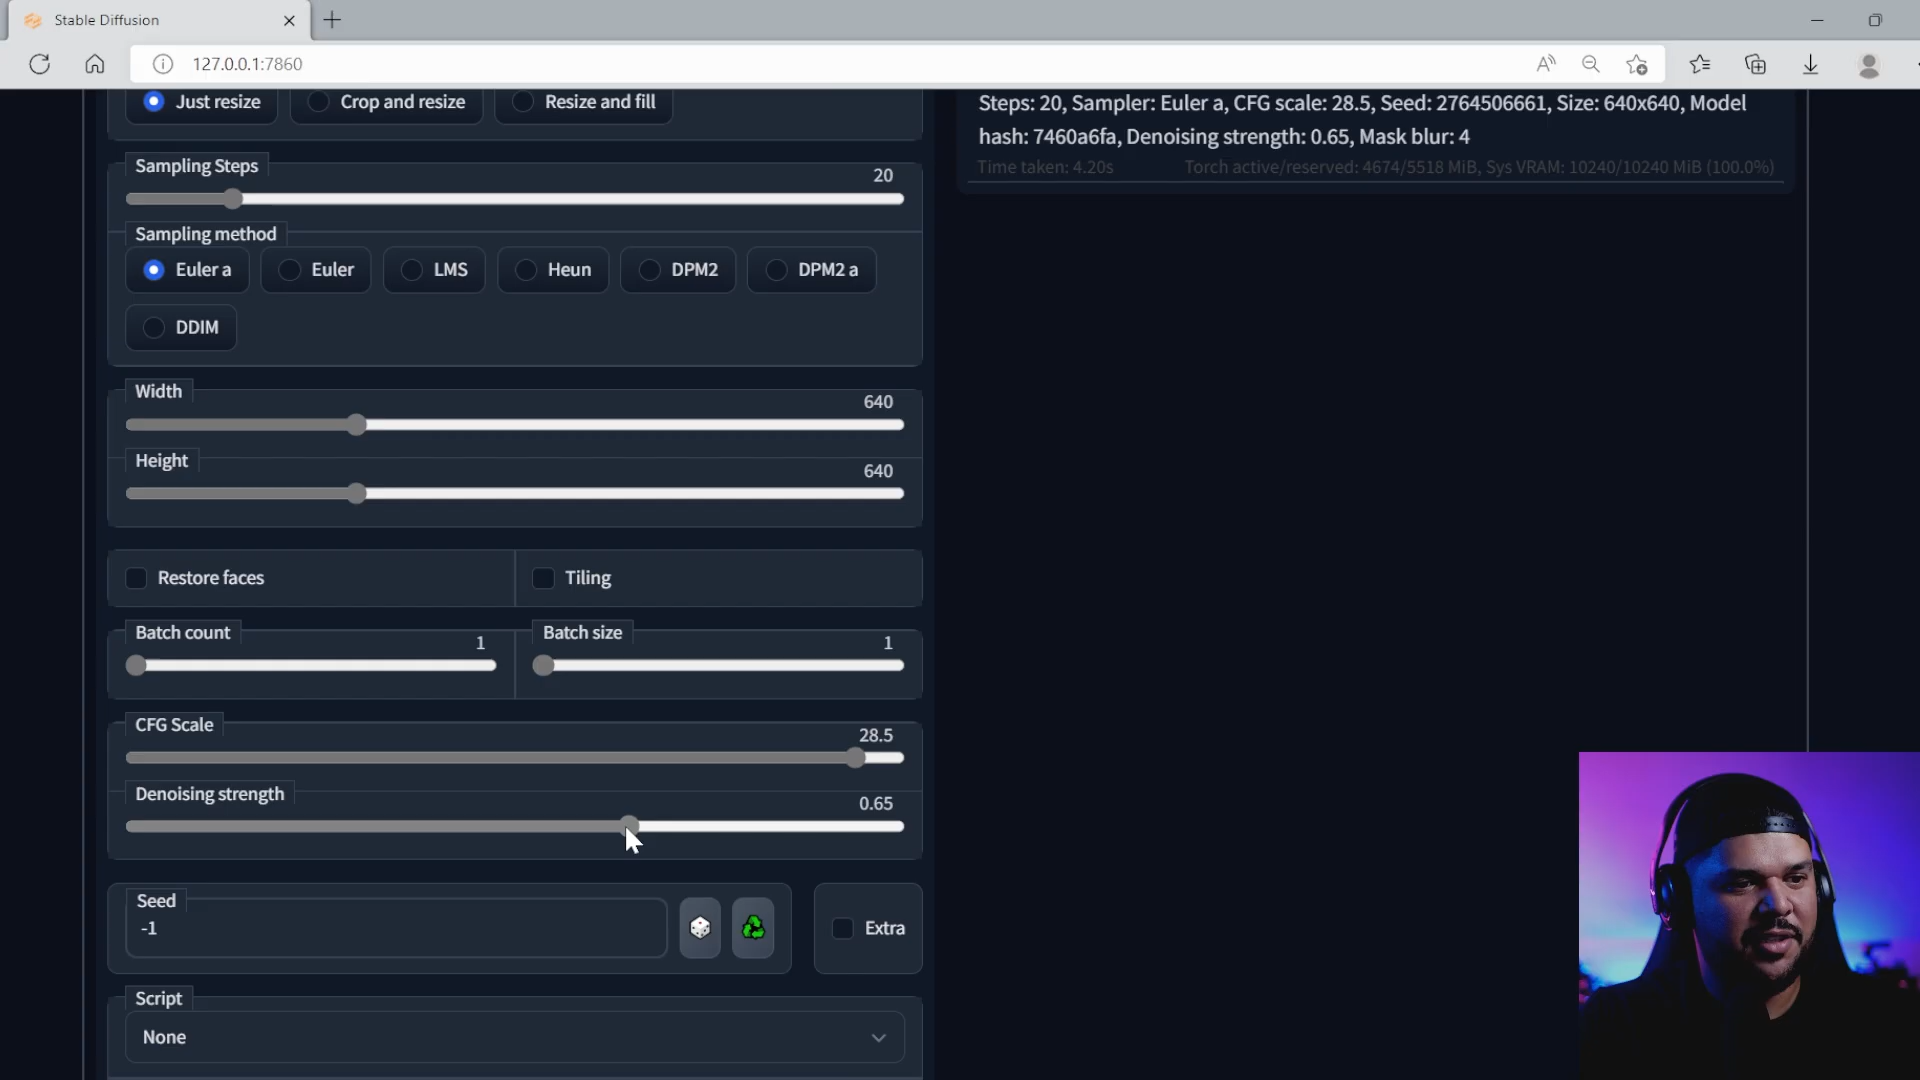 Stable Diffusion
127.0.0.1:7860
Just resize
Crop and resize
Resize and fill
Sampling Steps
20
Sampling method
Euler a
Euler
LMS
Heun
DPM2
DPM2 a
DDIM
Width
640
Height
640
Restore faces
Tiling
Batch count
1
Batch size
1
CFG Scale
28.5
Denoising strength
0.65
Seed
-1
Extra
Script
None
Steps: 20, Sampler: Euler a, CFG scale: 28.5, Seed: 2764506661, Size: 640x640, Model
hash: 7460a6fa, Denoising strength: 0.65, Mask blur: 4
Time taken: 4.20s
Torch active/reserved: 4674/5518 MiB, Sys VRAM: 10240/10240 MiB (100.0%)